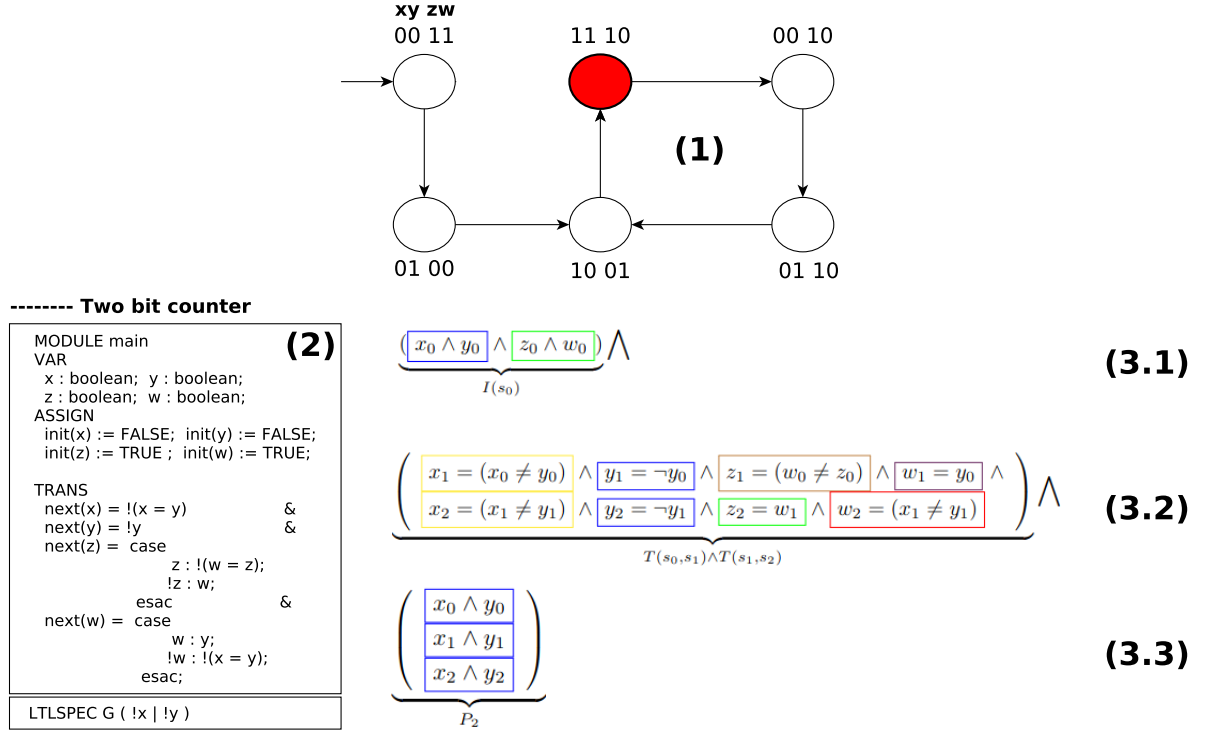 xy zw
00 11
11 10
00 10
(1)
01 00
10 01
01 10
-------- Two bit counter
(2)
MODULE main
VAR
x : boolean; y : boolean;
z : boolean; w : boolean;
ASSIGN
init(x) := FALSE; init(y) := FALSE;
init(z) := TRUE ; init(w) := TRUE;
TRANS
next(x) = !(x = y) &
next(y) = !y &
next(z) = case
z : !(w = z);
!z : w;
esac &
next(w) = case
w : y;
!w : !(x = y);
esac;
LTLSPEC G ( !x | !y )
( x₀ ∧ y₀ ∧ z₀ ∧ w₀ ) ⋀
I(s₀)
(3.1)
( x₁ = (x₀ ≠ y₀) ∧ y₁ = ¬y₀ ∧ z₁ = (w₀ ≠ z₀) ∧ w₁ = y₀ ∧
x₂ = (x₁ ≠ y₁) ∧ y₂ = ¬y₁ ∧ z₂ = w₁ ∧ w₂ = (x₁ ≠ y₁) ) ⋀
T(s₀,s₁)∧T(s₁,s₂)
(3.2)
( x₀ ∧ y₀
x₁ ∧ y₁
x₂ ∧ y₂ )
P₂
(3.3)